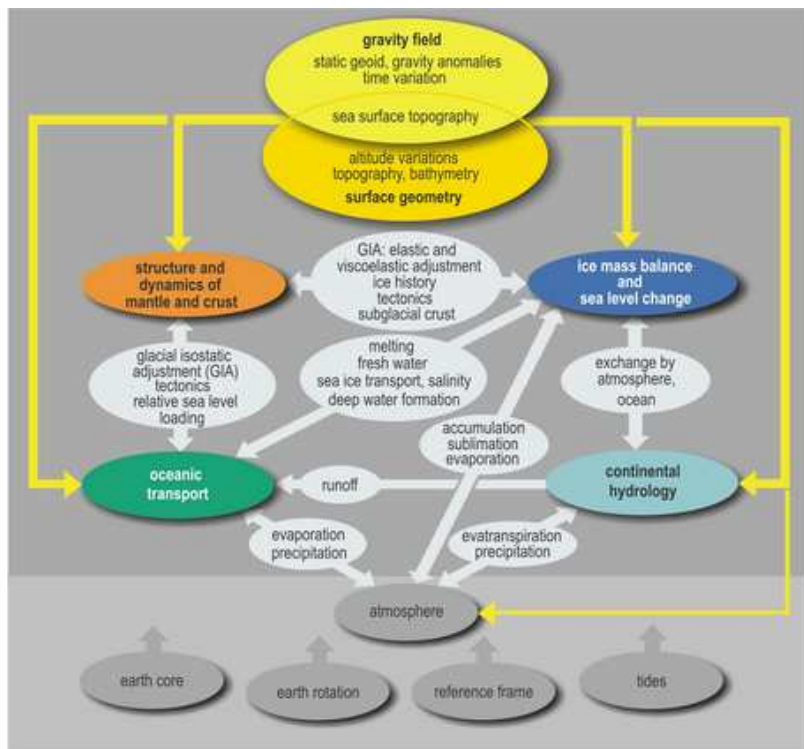 gravity field
static geoid, gravity anomalies
time variation
sea surface topography
altitude variations
topography, bathymetry
surface geometry
structure and
dynamics of
mantle and crust
GIA: elastic and
viscoelastic adjustment
ice history
tectonics
subglacial crust
ice mass balance
and
sea level change
glacial isostatic
adjustment (GIA)
tectonics
relative sea level
loading
melting
fresh water
sea ice transport, salinity
deep water formation
exchange by
atmosphere,
ocean
accumulation
sublimation
evaporation
oceanic
transport
runoff
continental
hydrology
evaporation
precipitation
evatranspiration
precipitation
atmosphere
earth core
earth rotation
reference frame
tides